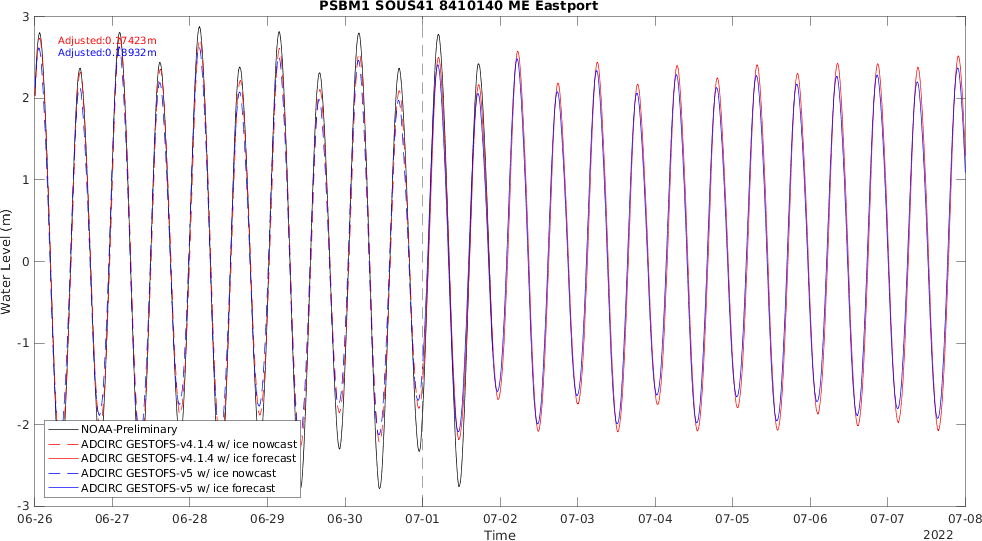 PSBM1 SOUS41 8410140 ME Eastport
Adjusted:0.17423m
Adjusted:0.18932m
Water Level (m)
3
2
1
0
-1
-2
-3
NOAA-Preliminary
ADCIRC GESTOFS-v4.1.4 w/ ice nowcast
ADCIRC GESTOFS-v4.1.4 w/ ice forecast
ADCIRC GESTOFS-v5 w/ ice nowcast
ADCIRC GESTOFS-v5 w/ ice forecast
06-26 06-27 06-28 06-29 06-30 07-01 07-02 07-03 07-04 07-05 07-06 07-07 07-08
Time
2022